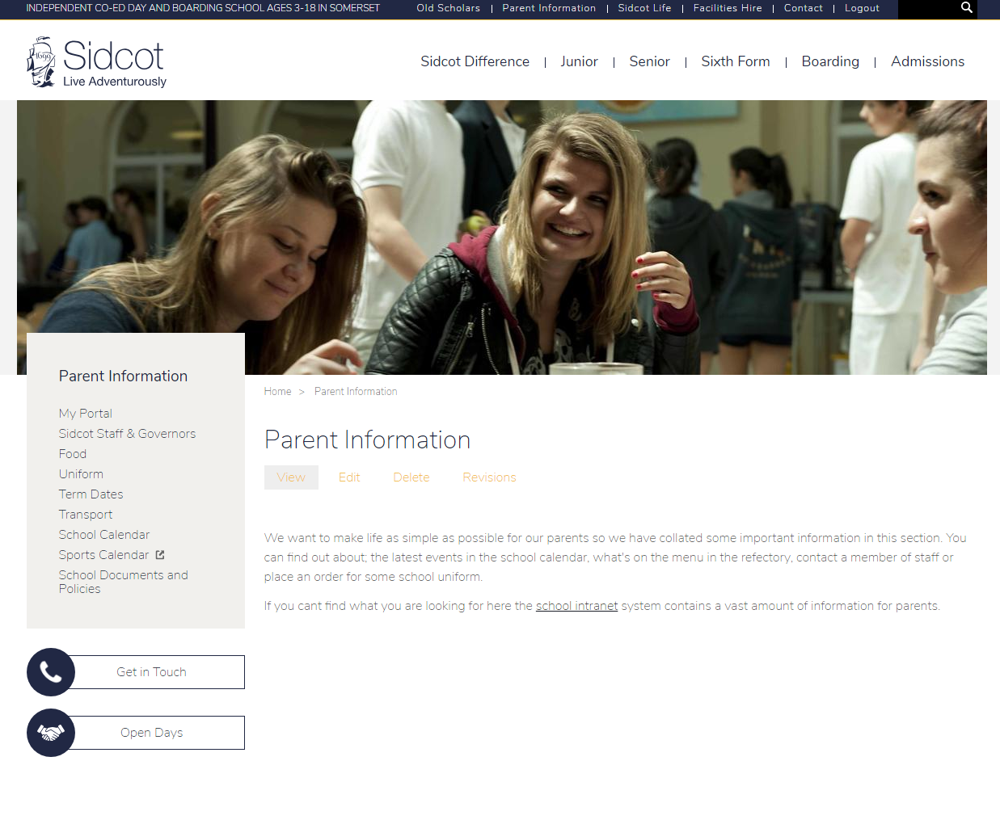 INDEPENDENT CO-ED DAY AND BOARDING SCHOOL AGES 3-18 IN SOMERSET
Old Scholars | Parent Information | Sidcot Life | Facilities Hire | Contact | Logout
1699
Sidcot
Live Adventurously
Sidcot Difference | Junior | Senior | Sixth Form | Boarding | Admissions
Parent Information
My Portal
Sidcot Staff & Governors
Food
Uniform
Term Dates
Transport
School Calendar
Sports Calendar
School Documents and
Policies
Get in Touch
Open Days
Home > Parent Information
Parent Information
View Edit Delete Revisions
We want to make life as simple as possible for our parents so we have collated some important information in this section. You
can find out about; the latest events in the school calendar, what's on the menu in the refectory, contact a member of staff or
place an order for some school uniform.
If you cant find what you are looking for here the school intranet system contains a vast amount of information for parents.